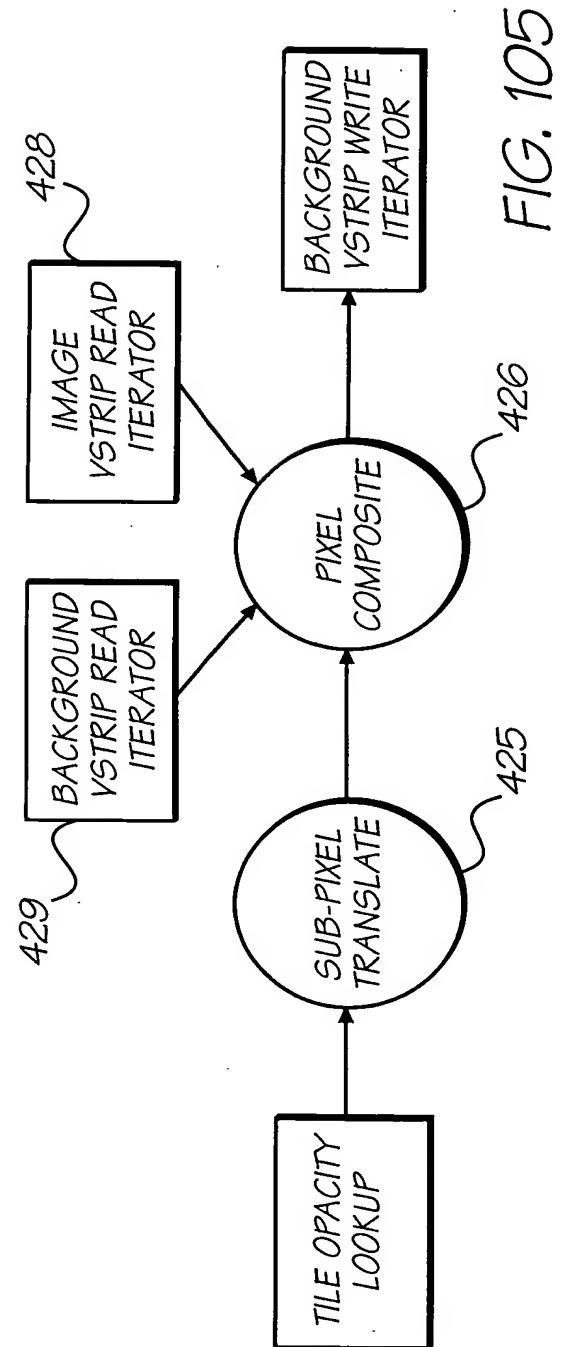 429
BACKGROUND
VSTRIP READ
ITERATOR
428
IMAGE
VSTRIP READ
ITERATOR
TILE OPACITY
LOOKUP
SUB-PIXEL
TRANSLATE
425
PIXEL
COMPOSITE
426
BACKGROUND
VSTRIP WRITE
ITERATOR
FIG. 105